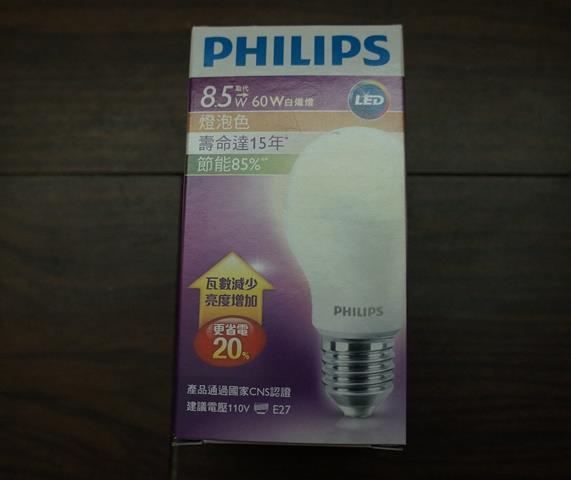 PHILIPS
8.5W 取代 60W白熾燈
LED
燈泡色
壽命達15年*
節能85%**
瓦數減少
亮度增加
更省電
20%
PHILIPS
產品通過國家CNS認證
建議電壓110V E27